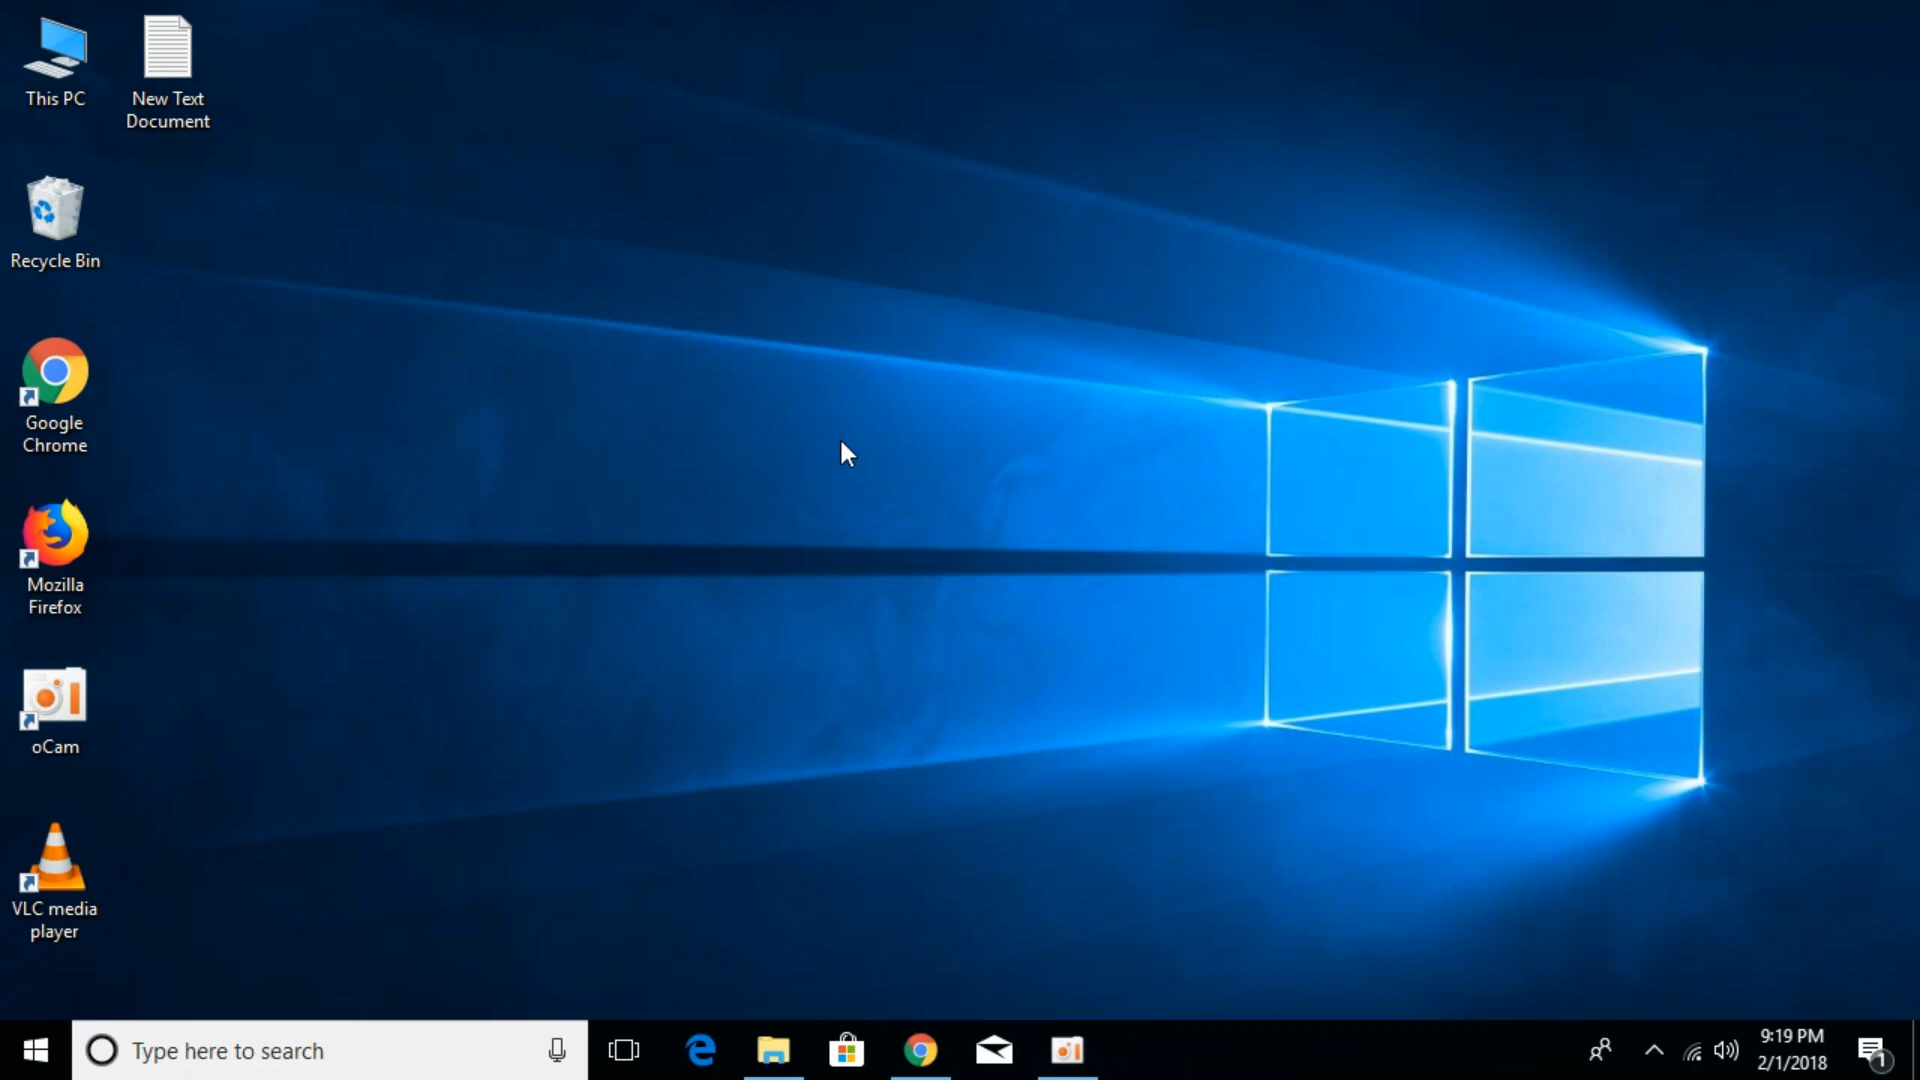 This PC
New Text
Document
Recycle Bin
Google
Chrome
Mozilla
Firefox
oCam
VLC media
player
Type here to search
9:19 PM
2/1/2018
1